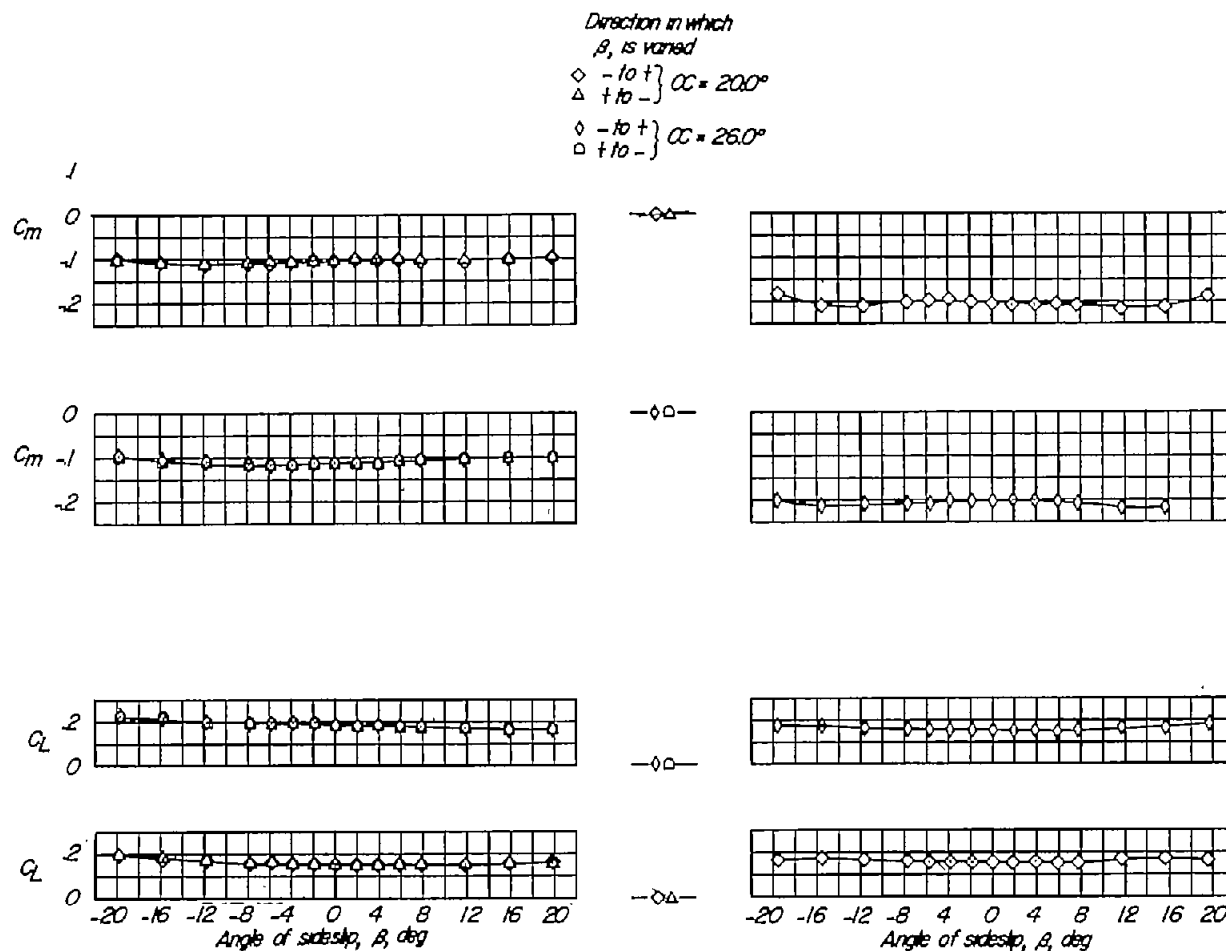 Direction in which
β, is varied
- to +
+ to -
α = 20.0°
- to +
+ to -
α = 26.0°
.1
Cm
0
-.1
-.2
0
Cm
-.1
-.2
.2
CL
0
.2
CL
0
-20 -16 -12 -8 -4 0 4 8 12 16 20
Angle of sideslip, β, deg
-20 -16 -12 -8 -4 0 4 8 12 16 20
Angle of sideslip, β, deg